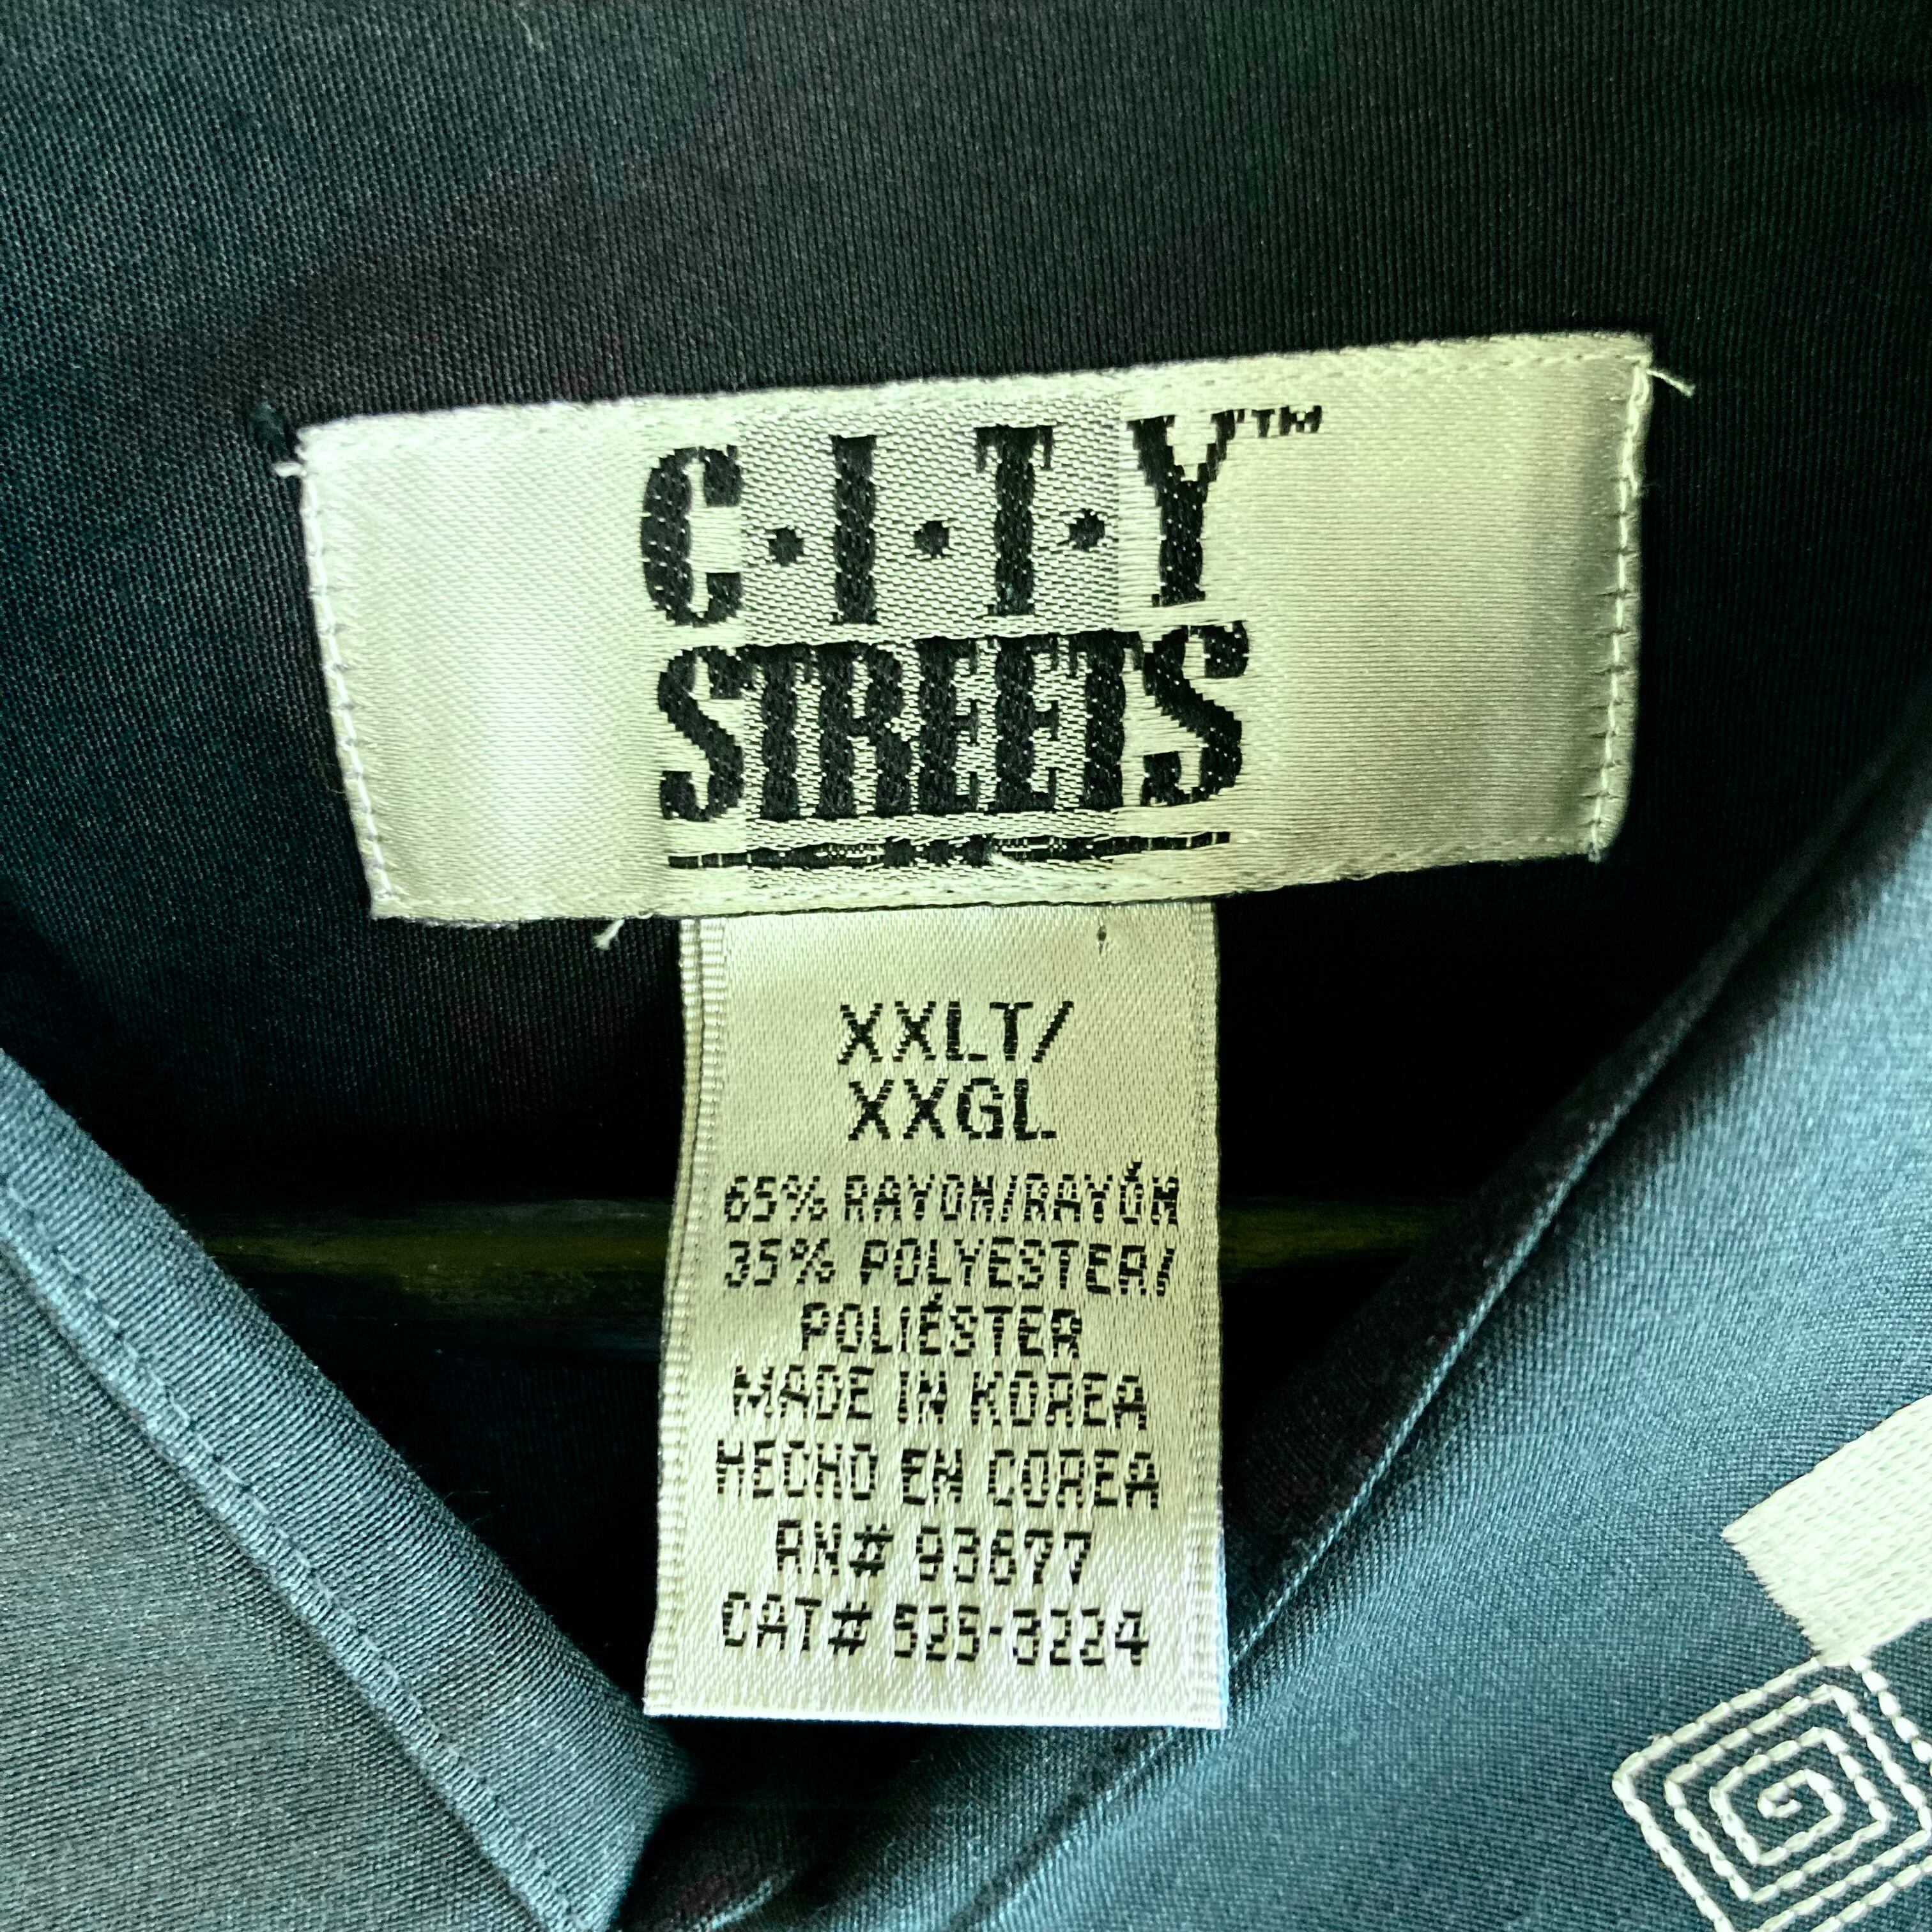 C·I·T·Y™
STREETS
XXLT/
XXGL
65% RAYON/RAYÓN
35% POLYESTER/
POLIÉSTER
MADE IN KOREA
HECHO EN COREA
RN# 93677
CAT# 525-3224